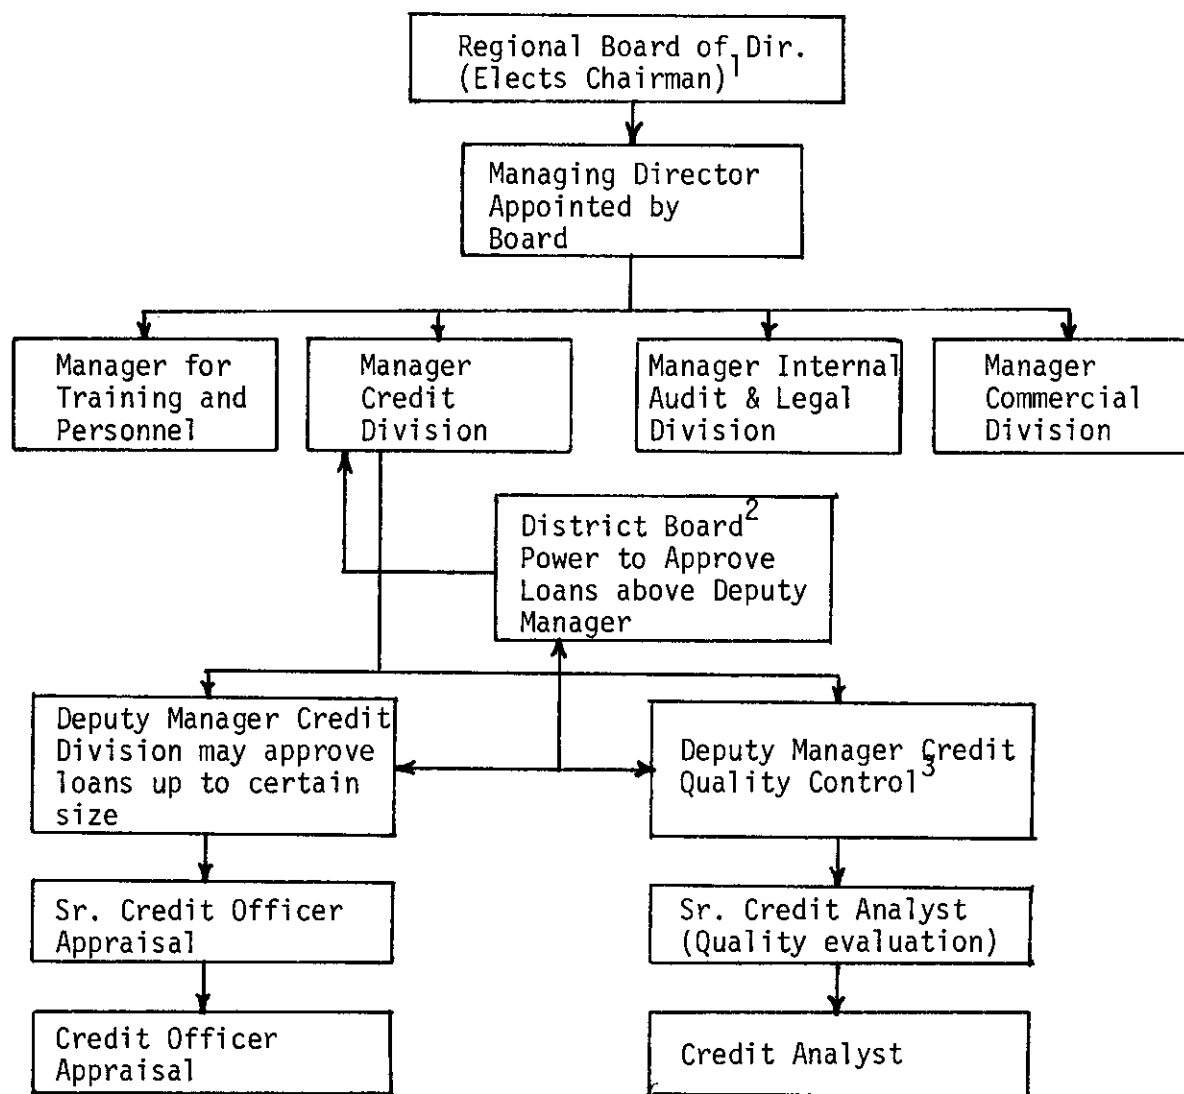 Regional Board of Dir.
(Elects Chairman)1
Managing Director
Appointed by
Board
Manager for
Training and
Personnel
Manager
Credit
Division
Manager Internal
Audit & Legal
Division
Manager
Commercial
Division
District Board2
Power to Approve
Loans above Deputy
Manager
Deputy Manager Credit
Division may approve
loans up to certain
size
Deputy Manager Credit
Quality Control3
Sr. Credit Officer
Appraisal
Sr. Credit Analyst
(Quality evaluation)
Credit Officer
Appraisal
Credit Analyst